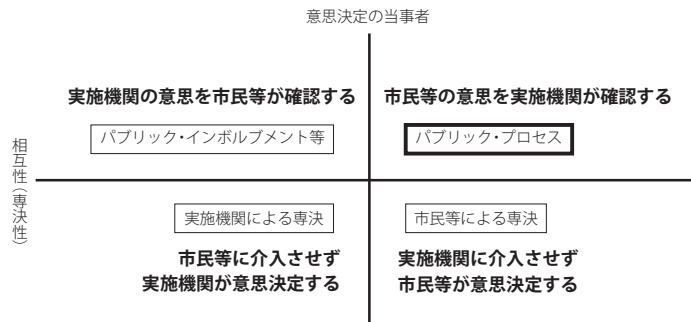 意思決定の当事者
実施機関の意思を市民等が確認する
市民等の意思を実施機関が確認する
パブリック・インボルブメント等
パブリック・プロセス
相互性（専決性）
実施機関による専決
市民等による専決
市民等に介入させず
実施機関が意思決定する
実施機関に介入させず
市民等が意思決定する